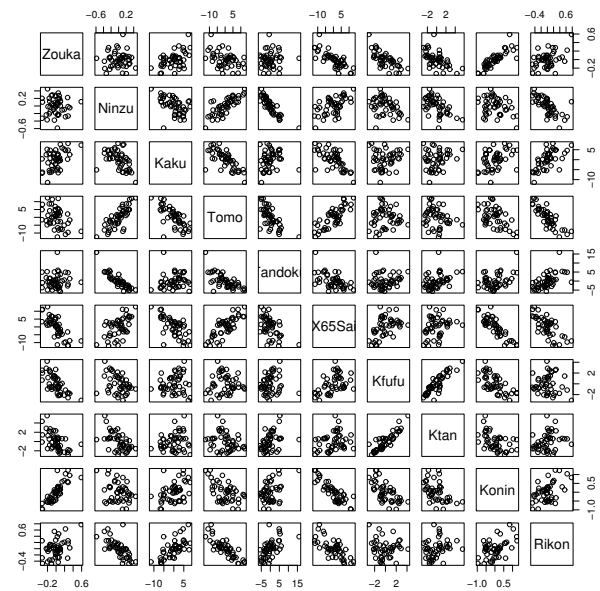 −0.6 0.2 −10 5 −10 5 −2 2 −0.4 0.6
Zouka
−0.2 0.6
−0.6 0.2
Ninzu
Kaku
−10 5
−10 5
Tomo
andok
−5 5 15
−10 5
X65Sai
Kfufu
−2 2
−2 2
Ktan
Konin
−1.0 0.5
−0.4 0.6
Rikon
−0.2 0.6 −10 5 −5 5 15 −2 2 −1.0 0.5